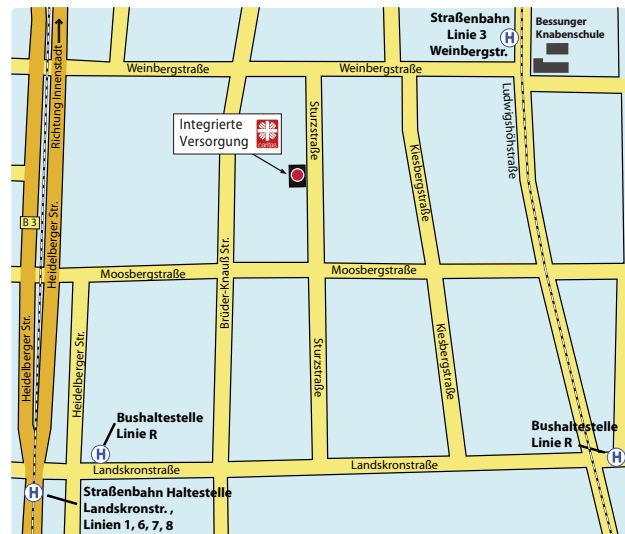 Straßenbahn
Linie 3
Weinbergstr.
H
Bessunger
Knabenschule
Richtung Innenstadt
Weinbergstraße
Weinbergstraße
Integrierte
Versorgung
caritas
Sturzstraße
Kiesbergstraße
Ludwigshöhstraße
B 3
Heidelberger Str.
Brüder-Knauß Str.
Moosbergstraße
Moosbergstraße
Heidelberger Str.
Heidelberger Str.
Sturzstraße
Kiesbergstraße
Bushaltestelle
Linie R
H
Bushaltestelle
Linie R
H
Landskronstraße
Landskronstraße
H
Straßenbahn Haltestelle
Landskronstr. ,
Linien 1, 6, 7, 8